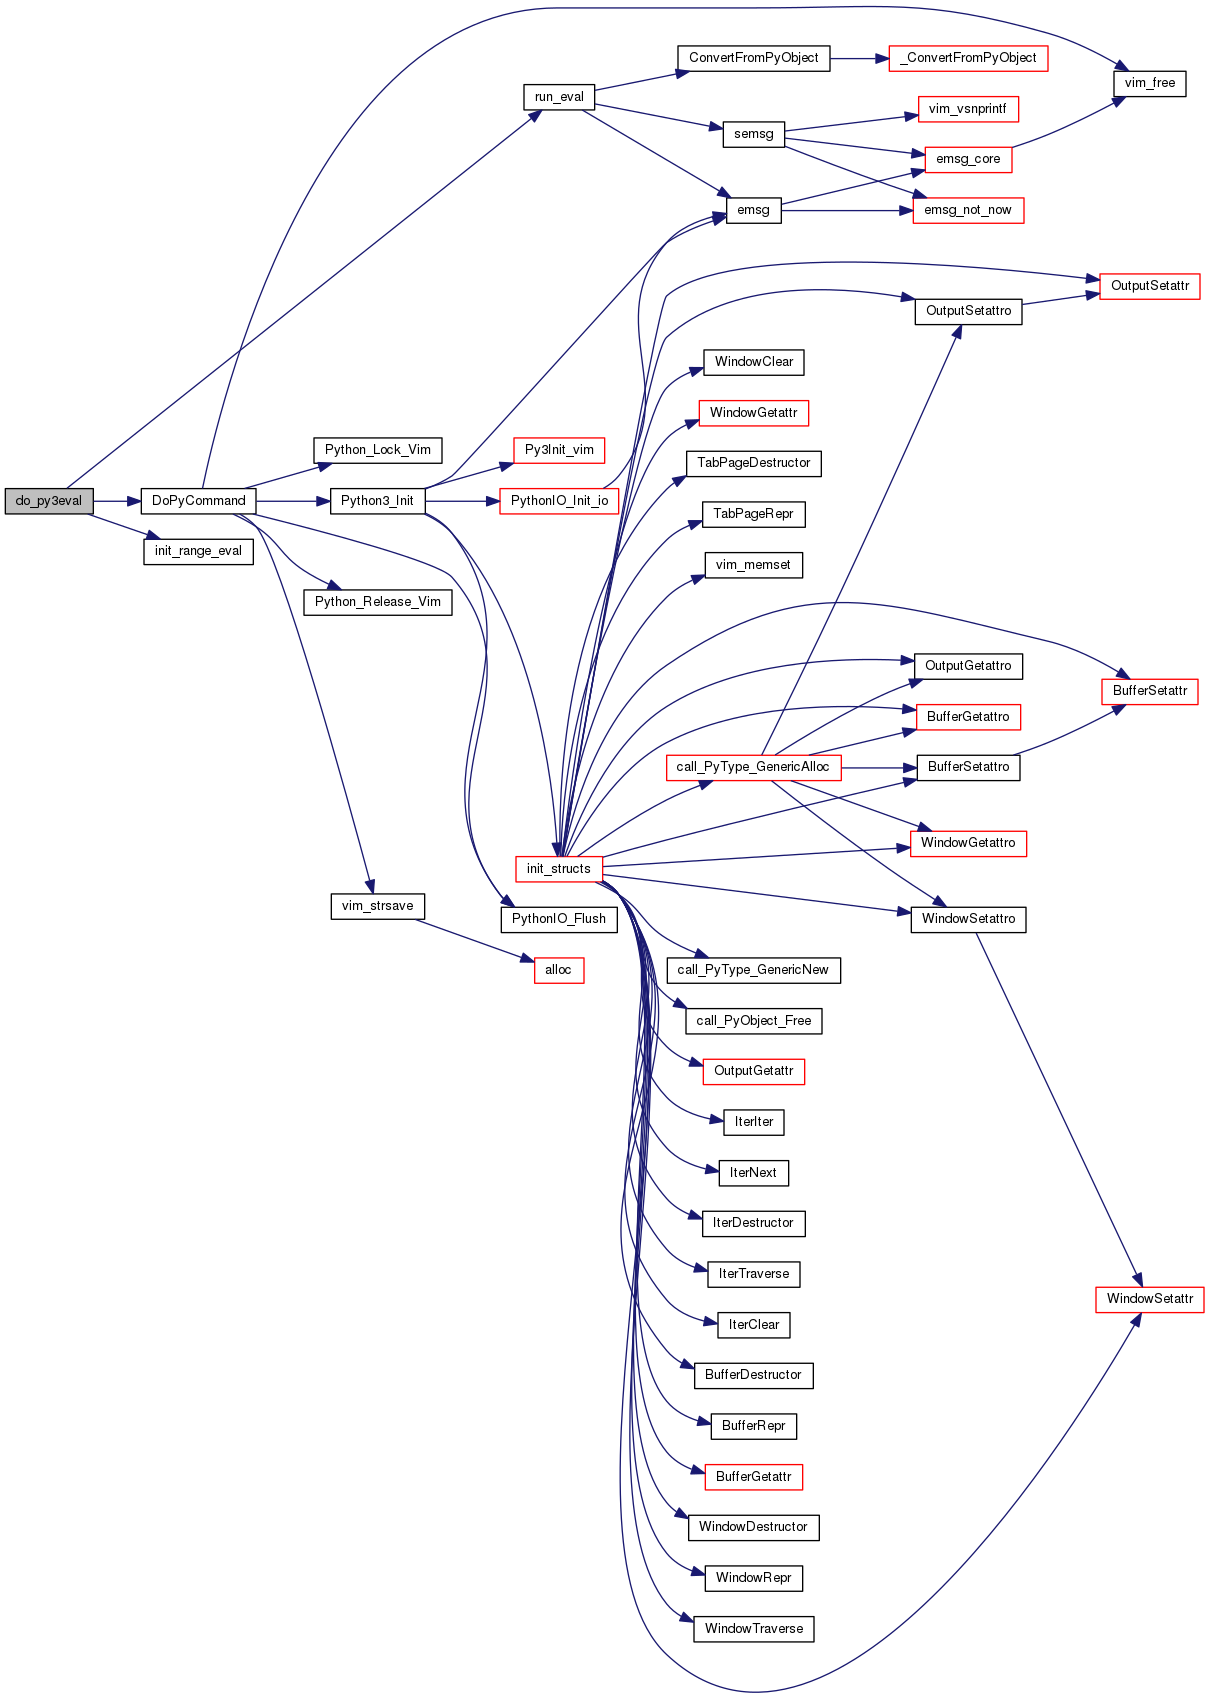 ConvertFromPyObject
_ConvertFromPyObject
vim_free
run_eval
vim_vsnprintf
semsg
emsg_core
emsg
emsg_not_now
OutputSetattr
OutputSetattro
WindowClear
WindowGetattr
Python_Lock_Vim
Py3Init_vim
TabPageDestructor
do_py3eval
DoPyCommand
Python3_Init
PythonIO_Init_io
TabPageRepr
init_range_eval
vim_memset
Python_Release_Vim
OutputGetattro
BufferSetattr
BufferGetattro
call_PyType_GenericAlloc
BufferSetattro
WindowGetattro
init_structs
vim_strsave
PythonIO_Flush
WindowSetattro
alloc
call_PyType_GenericNew
call_PyObject_Free
OutputGetattr
IterIter
IterNext
IterDestructor
IterTraverse
WindowSetattr
IterClear
BufferDestructor
BufferRepr
BufferGetattr
WindowDestructor
WindowRepr
WindowTraverse